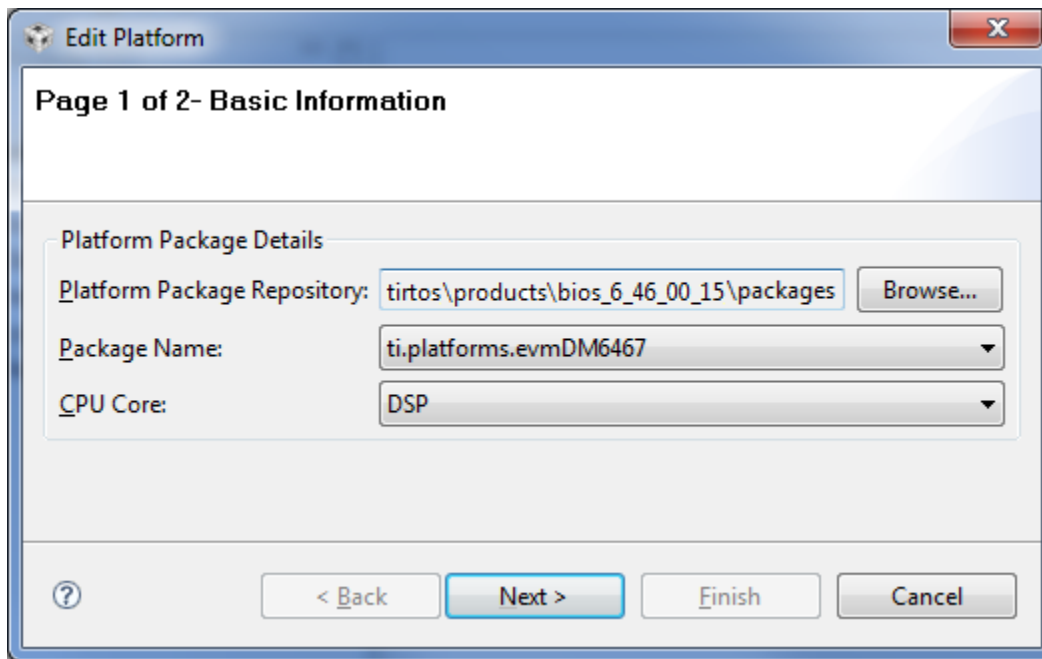 Edit Platform
Page 1 of 2- Basic Information
Platform Package Details
Platform Package Repository: tirtos\products\bios_6_46_00_15\packages Browse...
Package Name: ti.platforms.evmDM6467
CPU Core: DSP
< Back Next > Finish Cancel